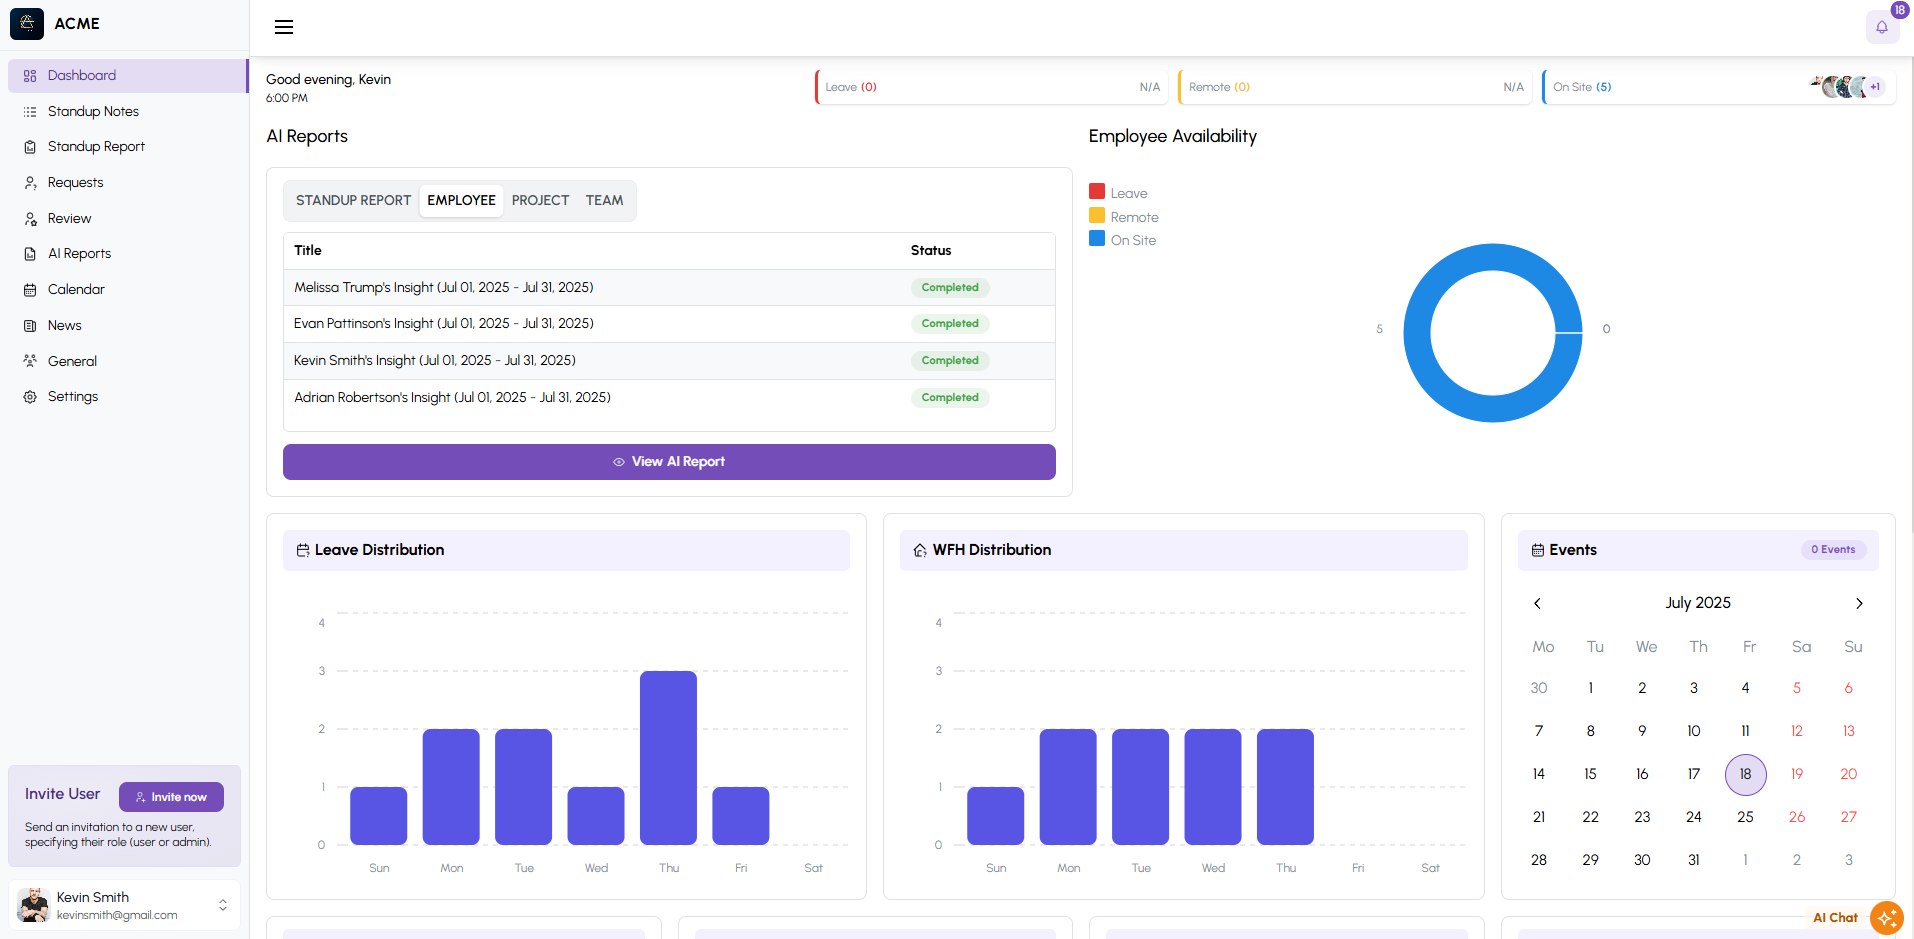 ACME
18
Dashboard
Standup Notes
Standup Report
Requests
Review
AI Reports
Calendar
News
General
Settings
Invite User
Invite now
Send an invitation to a new user,
specifying their role (user or admin).
Kevin Smith
kevinsmith@gmail.com
Good evening, Kevin
6:00 PM
Leave (0) N/A
Remote (0) N/A
On Site (5) +1
AI Reports
STANDUP REPORT EMPLOYEE PROJECT TEAM
Title Status
Melissa Trump's Insight (Jul 01, 2025 - Jul 31, 2025) Completed
Evan Pattinson's Insight (Jul 01, 2025 - Jul 31, 2025) Completed
Kevin Smith's Insight (Jul 01, 2025 - Jul 31, 2025) Completed
Adrian Robertson's Insight (Jul 01, 2025 - Jul 31, 2025) Completed
View AI Report
Employee Availability
Leave
Remote
On Site
5 0
Leave Distribution
4
3
2
1
0
Sun Mon Tue Wed Thu Fri Sat
WFH Distribution
4
3
2
1
0
Sun Mon Tue Wed Thu Fri Sat
Events 0 Events
July 2025
Mo Tu We Th Fr Sa Su
30 1 2 3 4 5 6
7 8 9 10 11 12 13
14 15 16 17 18 19 20
21 22 23 24 25 26 27
28 29 30 31 1 2 3
AI Chat